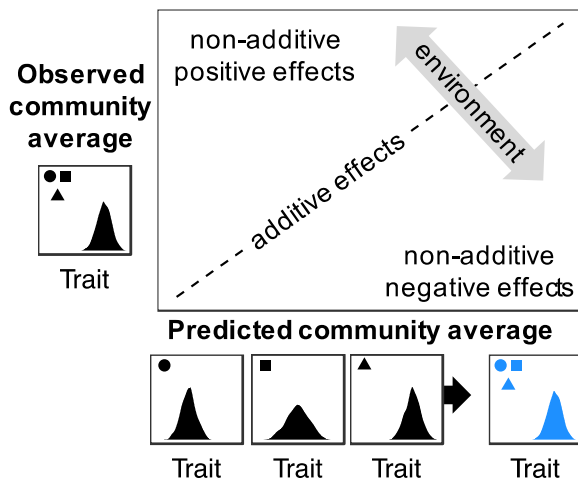 non-additive
positive effects
environment
Observed
community
average
additive effects
Trait
non-additive
negative effects
Predicted community average
Trait
Trait
Trait
Trait